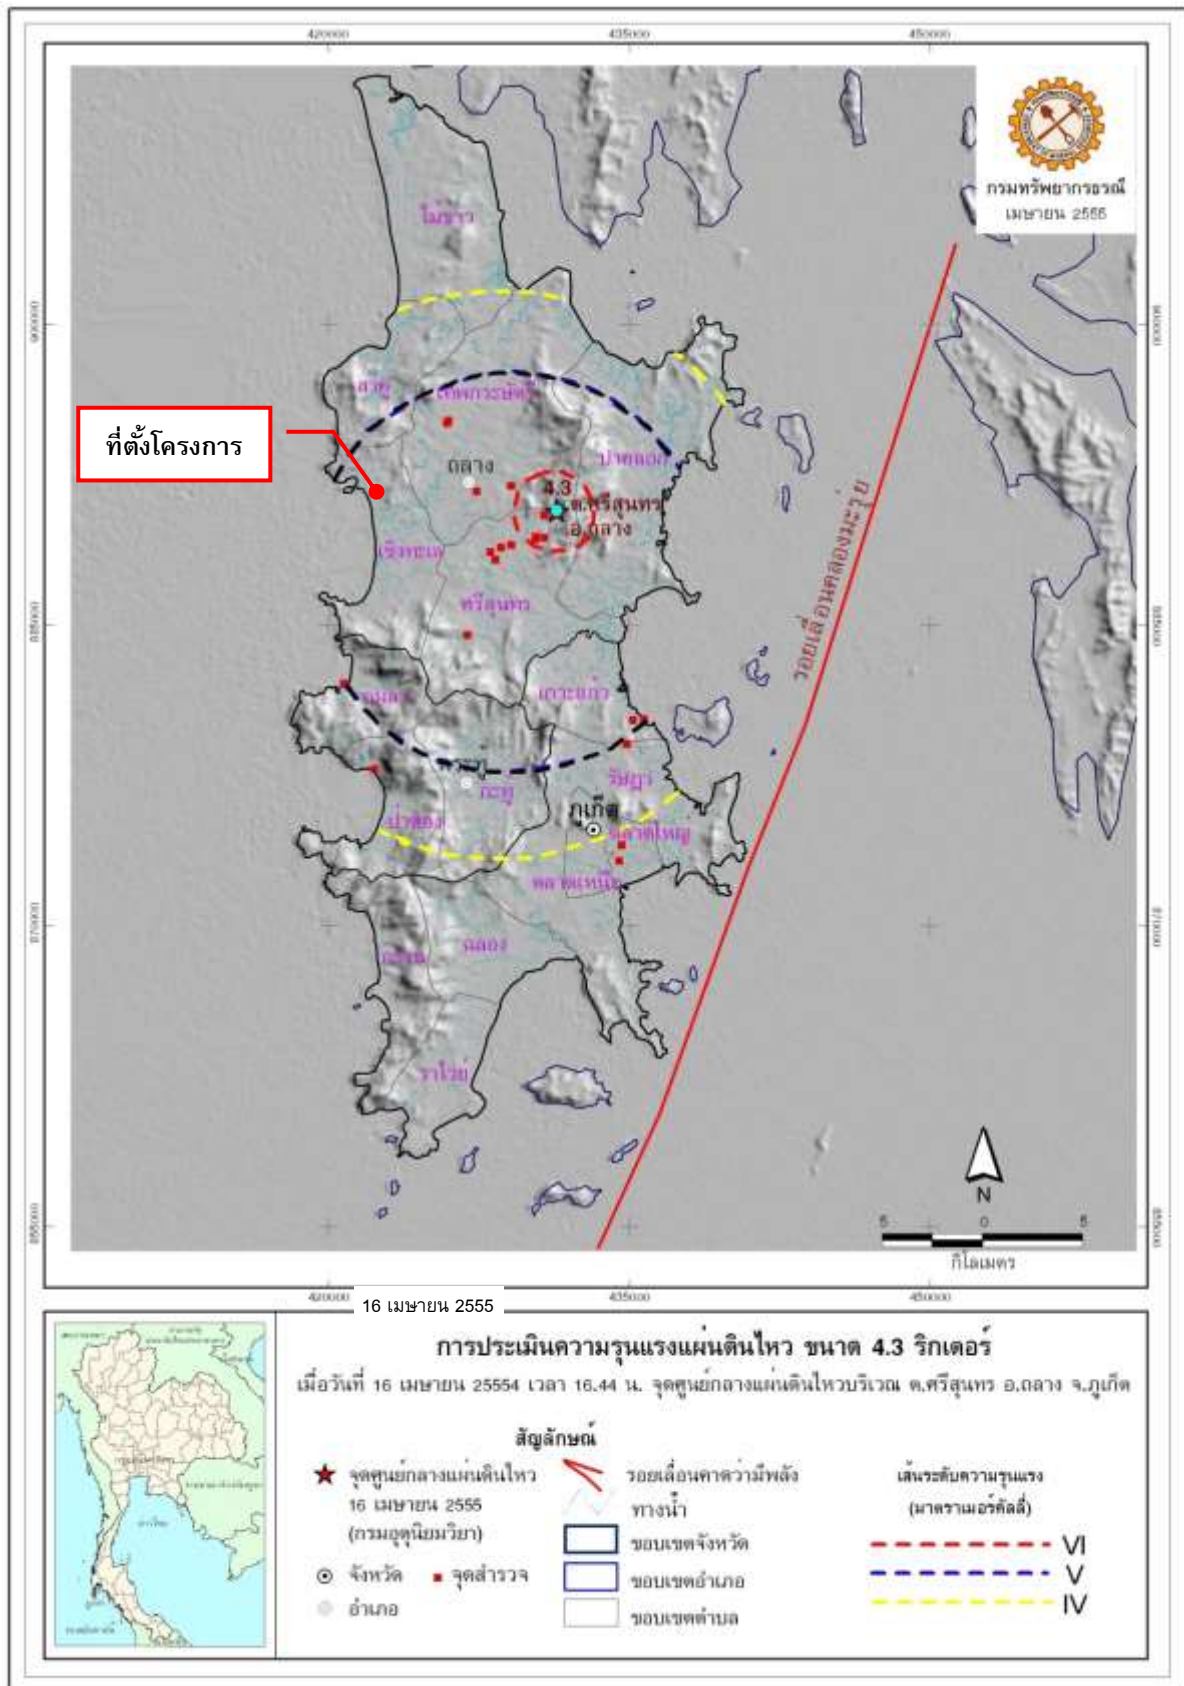 420000 435000 450000
กรมทรัพยากรธรณี
เมษายน 2555
ไม้ขาว
900000 900000
สาคู
เทพกระษัตรี
ที่ตั้งโครงการ
ป่าคลอก
ถลาง
4.3
ต.ศรีสุนทร
อ.ถลาง
เชิงทะเล
รอยเลื่อนคลองมะรุ่ย
ศรีสุนทร
885000 885000
เกาะแก้ว
กมลา
รัษฎา
กะทู้
ภูเก็ต
ป่าตอง
ตลาดใหญ่
ตลาดเหนือ
870000 870000
ฉลอง
กะรน
ราไวย์
N
855000 855000
5 0 5
กิโลเมตร
420000 435000 450000
16 เมษายน 2555
การประเมินความรุนแรงแผ่นดินไหว ขนาด 4.3 ริกเตอร์
เมื่อวันที่ 16 เมษายน 25554 เวลา 16.44 น. จุดศูนย์กลางแผ่นดินไหวบริเวณ ต.ศรีสุนทร อ.ถลาง จ.ภูเก็ต
สัญลักษณ์
จุดศูนย์กลางแผ่นดินไหว
16 เมษายน 2555
(กรมอุตุนิยมวิยา)
จังหวัด
จุดสำรวจ
อำเภอ
รอยเลื่อนคาดว่ามีพลัง
ทางน้ำ
ขอบเขตจังหวัด
ขอบเขตอำเภอ
ขอบเขตตำบล
เส้นระดับความรุนแรง
(มาตราเมอร์คัลลี่)
VI
V
IV